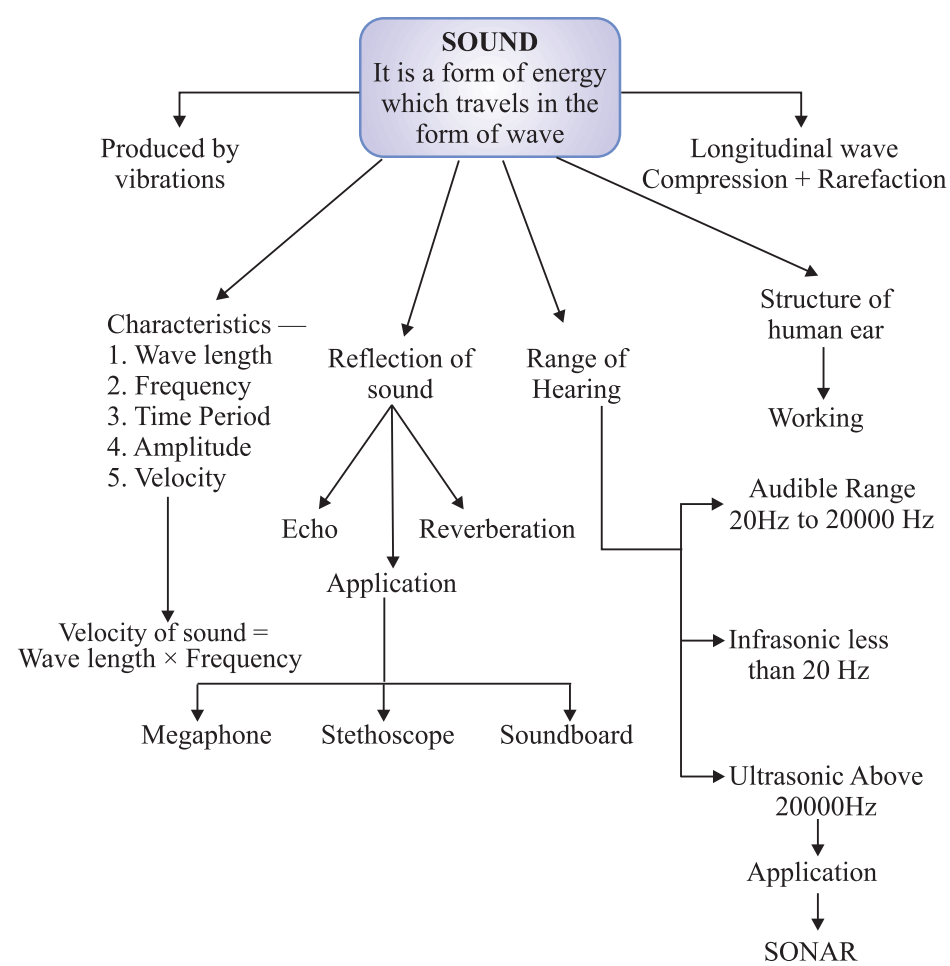 SOUND
It is a form of energy
which travels in the
form of wave
Produced by
vibrations
Longitudinal wave
Compression + Rarefaction
Characteristics —
1. Wave length
2. Frequency
3. Time Period
4. Amplitude
5. Velocity
Velocity of sound =
Wave length × Frequency
Reflection of
sound
Echo
Reverberation
Application
Megaphone
Stethoscope
Soundboard
Range of
Hearing
Audible Range
20Hz to 20000 Hz
Infrasonic less
than 20 Hz
Ultrasonic Above
20000Hz
Application
SONAR
Structure of
human ear
Working